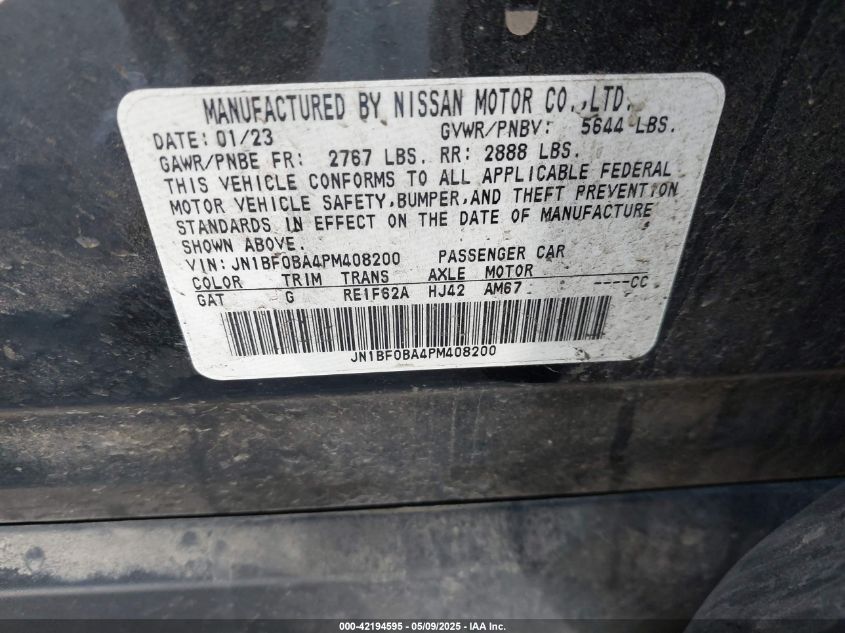 MANUFACTURED BY NISSAN MOTOR CO.,LTD.
DATE: 01/23 GVWR/PNBV: 5644 LBS.
GAWR/PNBE FR: 2767 LBS. RR: 2888 LBS.
THIS VEHICLE CONFORMS TO ALL APPLICABLE FEDERAL
MOTOR VEHICLE SAFETY,BUMPER,AND THEFT PREVENTION
STANDARDS IN EFFECT ON THE DATE OF MANUFACTURE
SHOWN ABOVE.
VIN: JN1BF0BA4PM408200 PASSENGER CAR
COLOR TRIM TRANS AXLE MOTOR
GAT G RE1F62A HJ42 AM67 ----CC
JN1BF0BA4PM408200
000-42194595 - 05/09/2025 - IAA Inc.